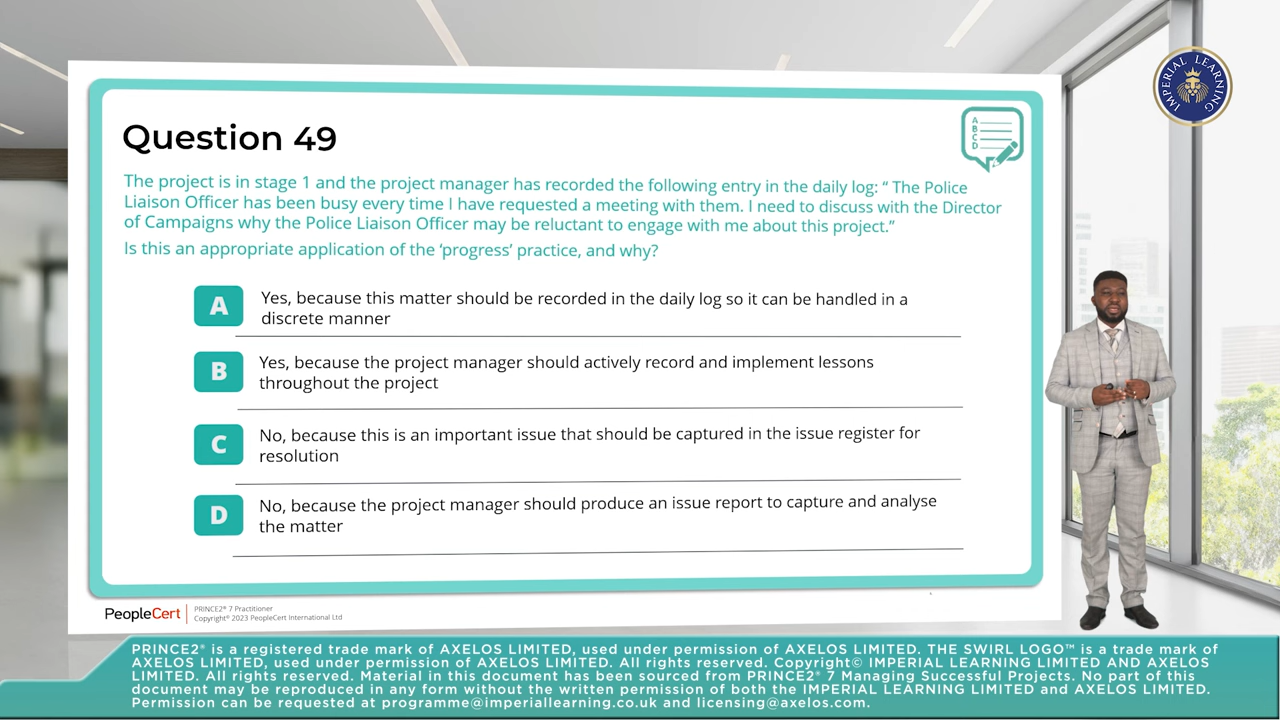 IMPERIAL LEARNING
A
B
C
D
Question 49
The project is in stage 1 and the project manager has recorded the following entry in the daily log: “ The Police
Liaison Officer has been busy every time I have requested a meeting with them. I need to discuss with the Director
of Campaigns why the Police Liaison Officer may be reluctant to engage with me about this project.”
Is this an appropriate application of the ‘progress’ practice, and why?
A Yes, because this matter should be recorded in the daily log so it can be handled in a
discrete manner
B Yes, because the project manager should actively record and implement lessons
throughout the project
C No, because this is an important issue that should be captured in the issue register for
resolution
D No, because the project manager should produce an issue report to capture and analyse
the matter
PeopleCert
PRINCE2® 7 Practitioner
Copyright© 2023 PeopleCert International Ltd
PRINCE2® is a registered trade mark of AXELOS LIMITED, used under permission of AXELOS LIMITED. THE SWIRL LOGO™ is a trade mark of
AXELOS LIMITED, used under permission of AXELOS LIMITED. All rights reserved. Copyright© IMPERIAL LEARNING LIMITED AND AXELOS
LIMITED. All rights reserved. Material in this document has been sourced from PRINCE2® 7 Managing Successful Projects. No part of this
document may be reproduced in any form without the written permission of both the IMPERIAL LEARNING LIMITED and AXELOS LIMITED.
Permission can be requested at programme@imperiallearning.co.uk and licensing@axelos.com.